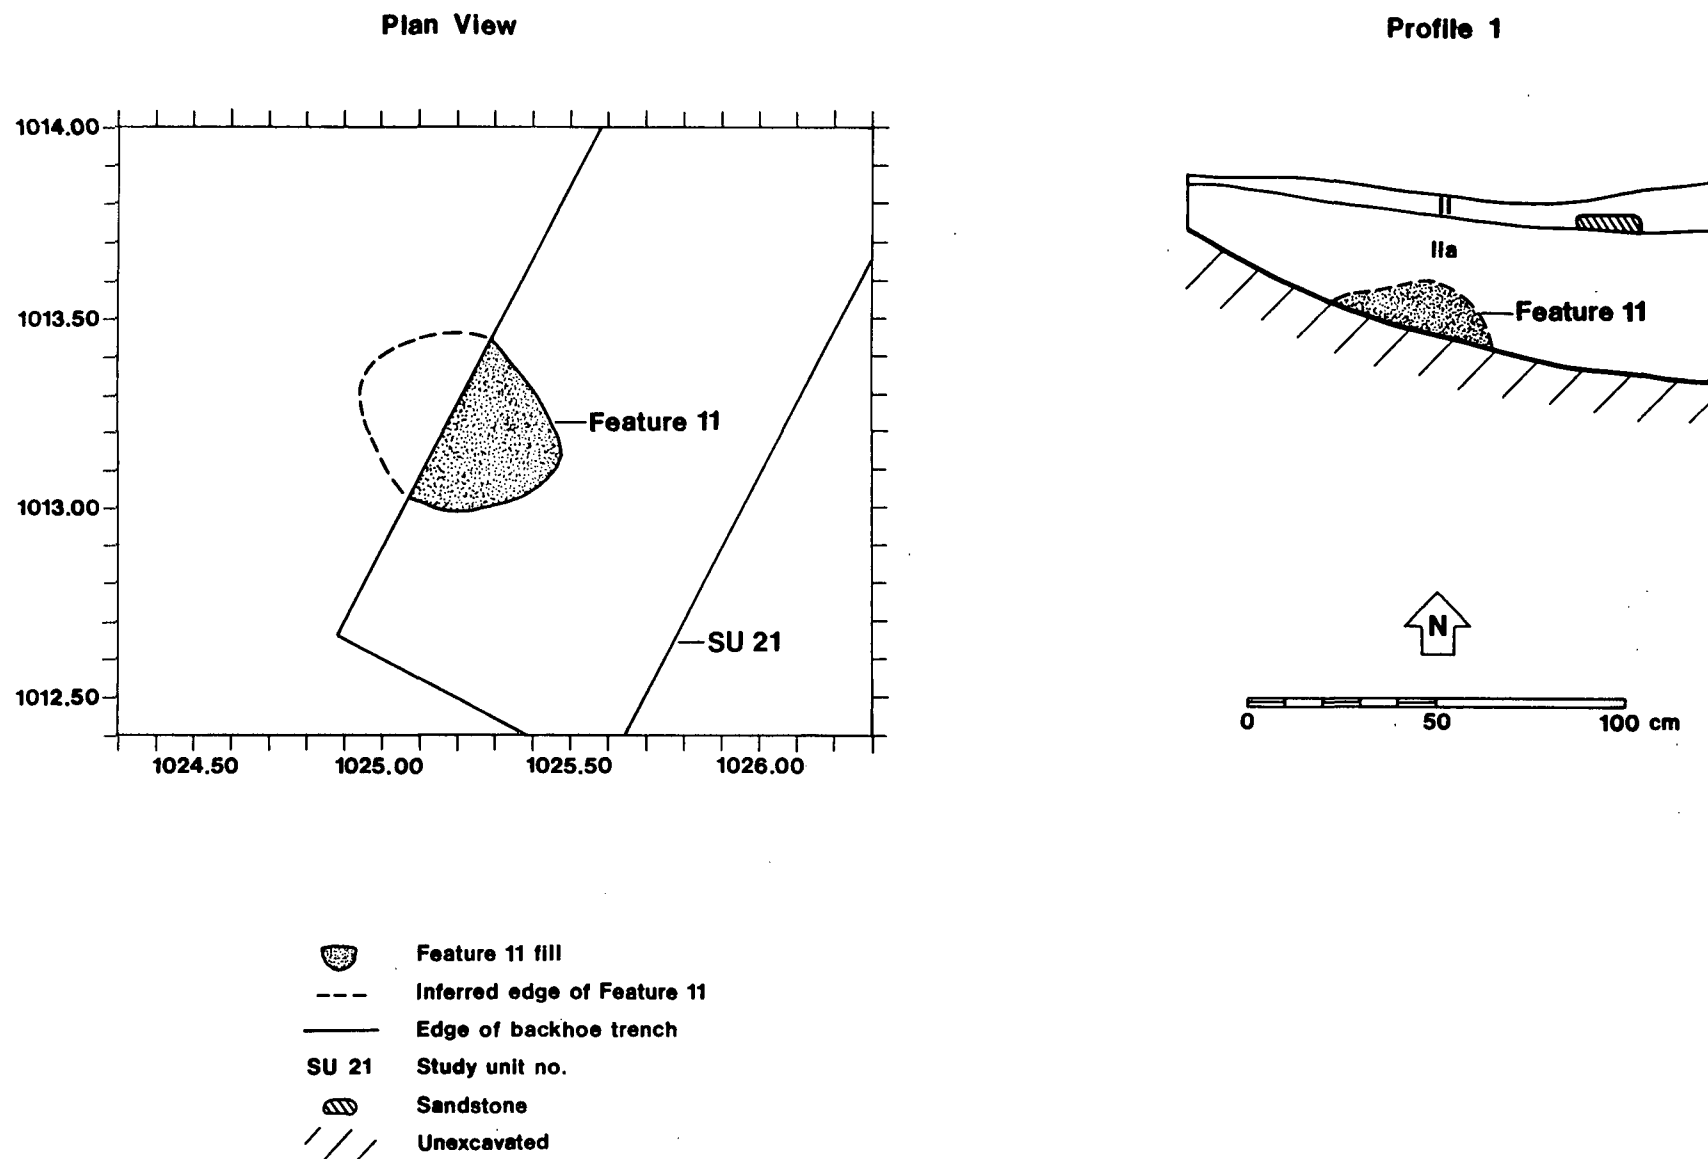 Plan View
1014.00
1013.50
1013.00
1012.50
1024.50 1025.00 1025.50 1026.00
Feature 11
SU 21
Profile 1
II
IIa
Feature 11
N
0 50 100 cm
Feature 11 fill
Inferred edge of Feature 11
Edge of backhoe trench
SU 21 Study unit no.
Sandstone
Unexcavated